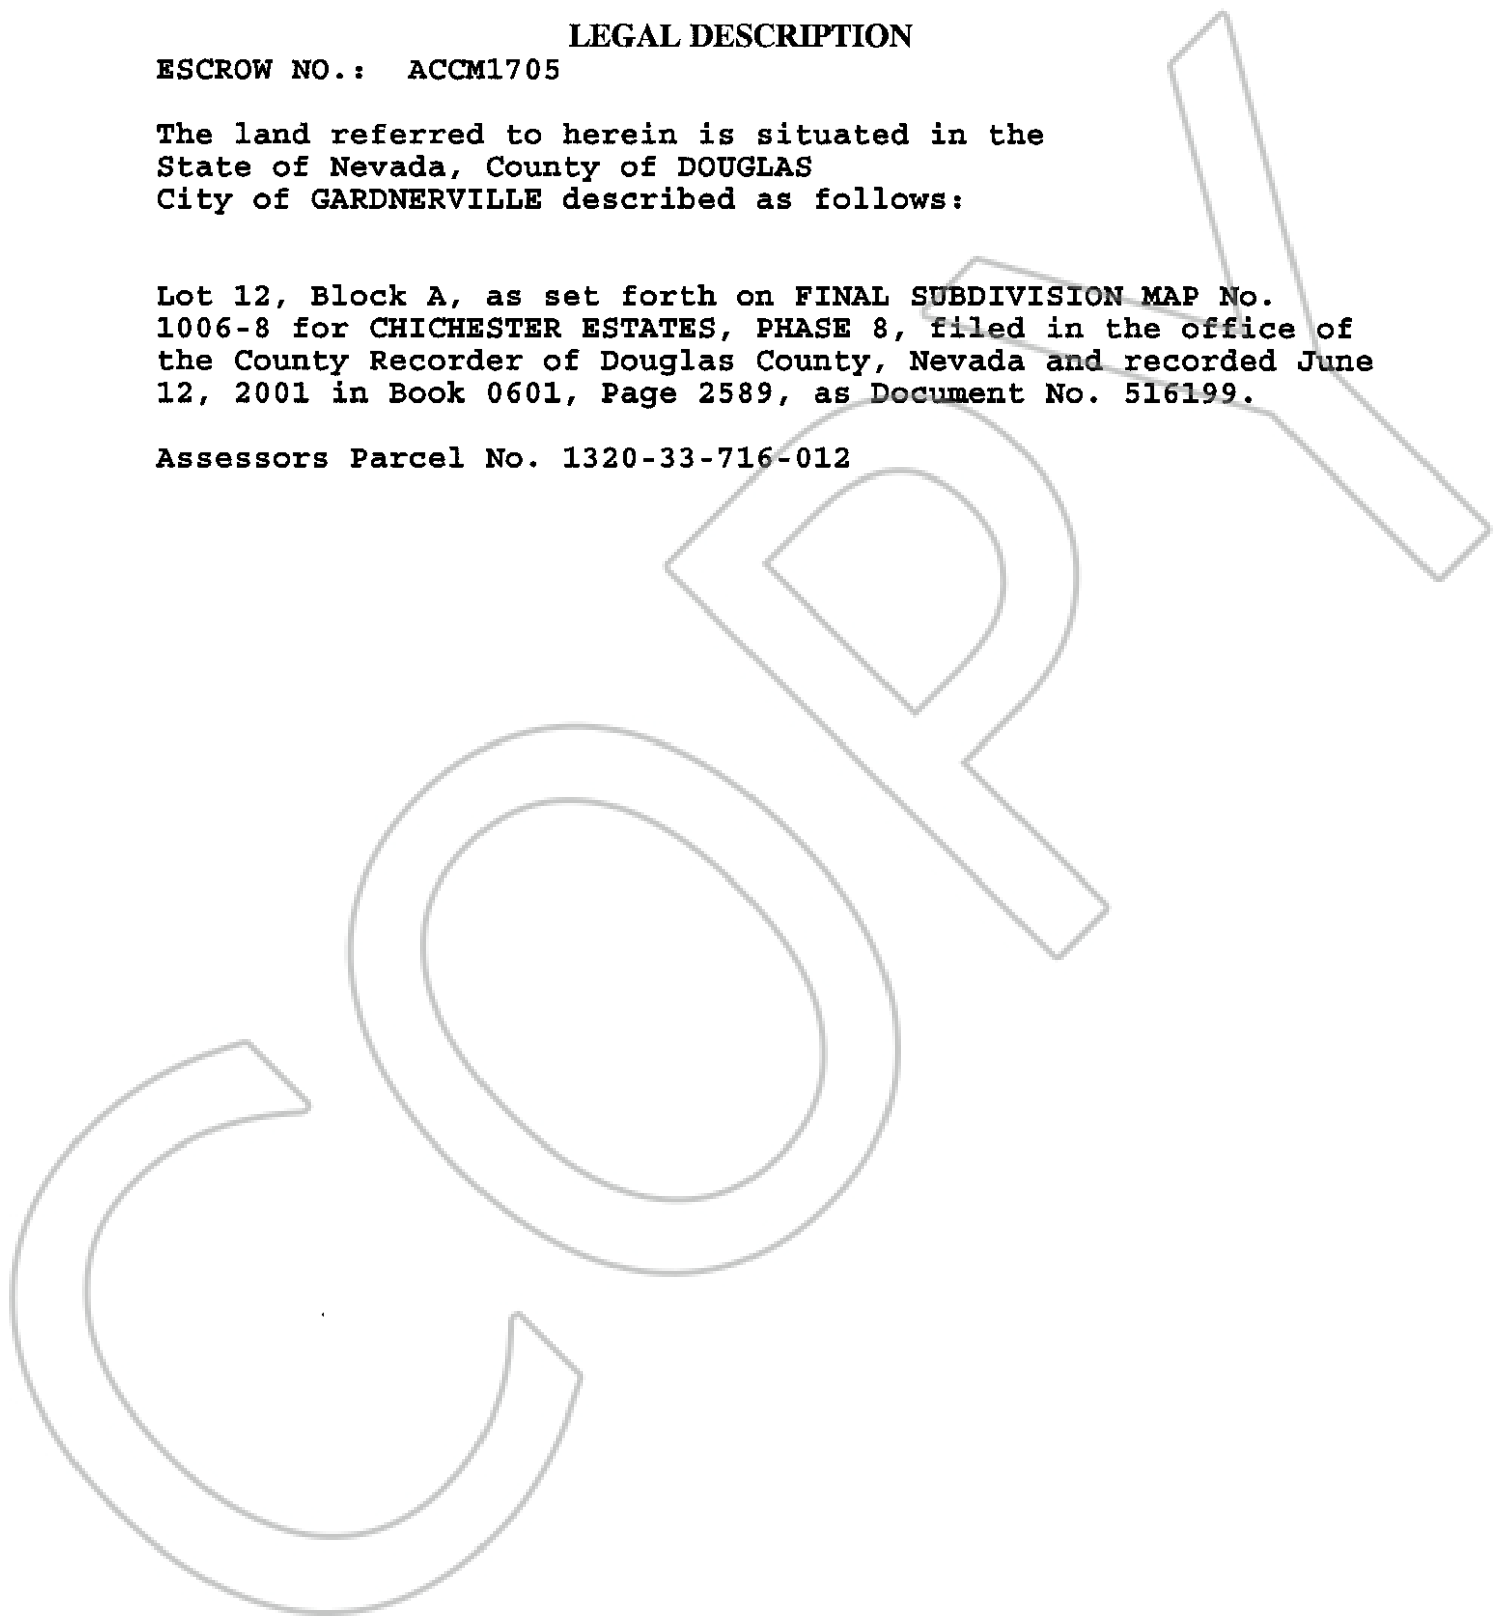 LEGAL DESCRIPTION
ESCROW NO.: ACCM1705
The land referred to herein is situated in the
State of Nevada, County of DOUGLAS
City of GARDNERVILLE described as follows:
Lot 12, Block A, as set forth on FINAL SUBDIVISION MAP No.
1006-8 for CHICHESTER ESTATES, PHASE 8, filed in the office of
the County Recorder of Douglas County, Nevada and recorded June
12, 2001 in Book 0601, Page 2589, as Document No. 516199.
Assessors Parcel No. 1320-33-716-012
COPY